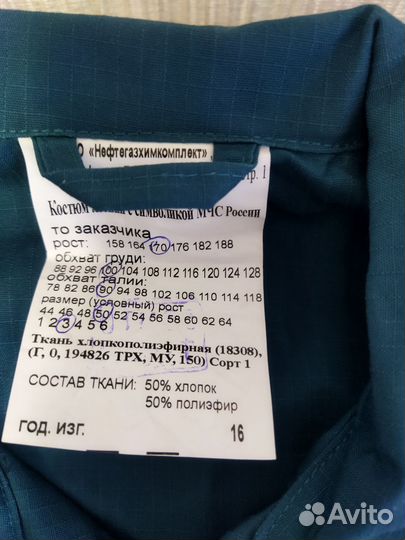 О «Нефтегазхимкомплект»
р. 1
Костюм с символикой МЧС России
то заказчика
рост: 158 164 170 176 182 188
обхват груди:
88 92 96 100 104 108 112 116 120 124 128
обхват талии:
78 82 86 90 94 98 102 106 110 114 118
размер (условный) рост
44 46 48 50 52 54 56 58 60 62 64
1 2 3 4 5 6
Ткань хлопкополиэфирная (18308),
(Г, 0, 194826 ТРХ, МУ, 150) Сорт 1
СОСТАВ ТКАНИ: 50% хлопок
50% полиэфир
ГОД. ИЗГ. 16
Avito